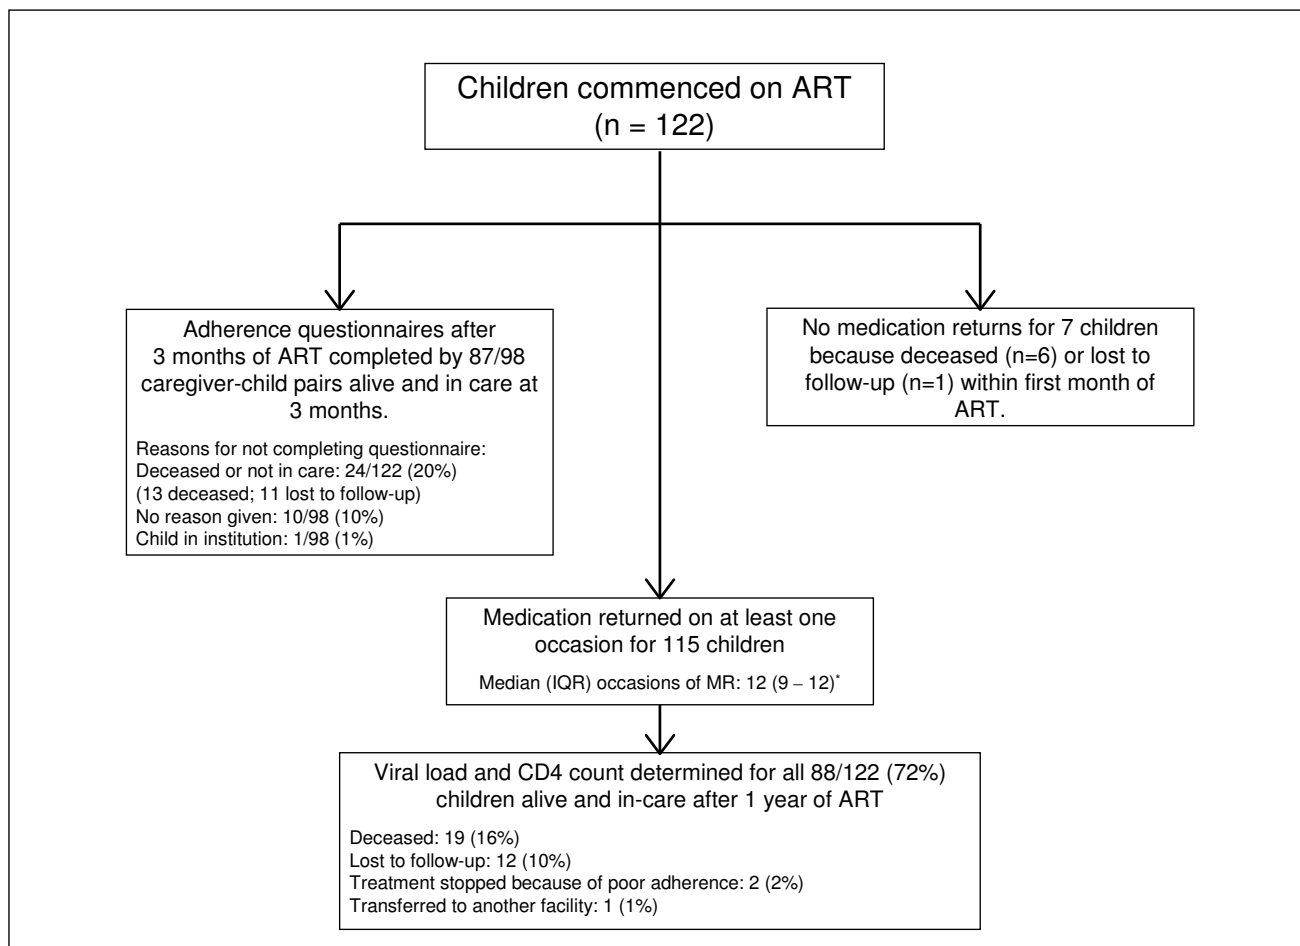 Children commenced on ART
(n = 122)
Adherence questionnaires after
3 months of ART completed by 87/98
caregiver-child pairs alive and in care at
3 months.
Reasons for not completing questionnaire:
Deceased or not in care: 24/122 (20%)
(13 deceased; 11 lost to follow-up)
No reason given: 10/98 (10%)
Child in institution: 1/98 (1%)
No medication returns for 7 children
because deceased (n=6) or lost to
follow-up (n=1) within first month of
ART.
Medication returned on at least one
occasion for 115 children
Median (IQR) occasions of MR: 12 (9 – 12)*
Viral load and CD4 count determined for all 88/122 (72%)
children alive and in-care after 1 year of ART
Deceased: 19 (16%)
Lost to follow-up: 12 (10%)
Treatment stopped because of poor adherence: 2 (2%)
Transferred to another facility: 1 (1%)